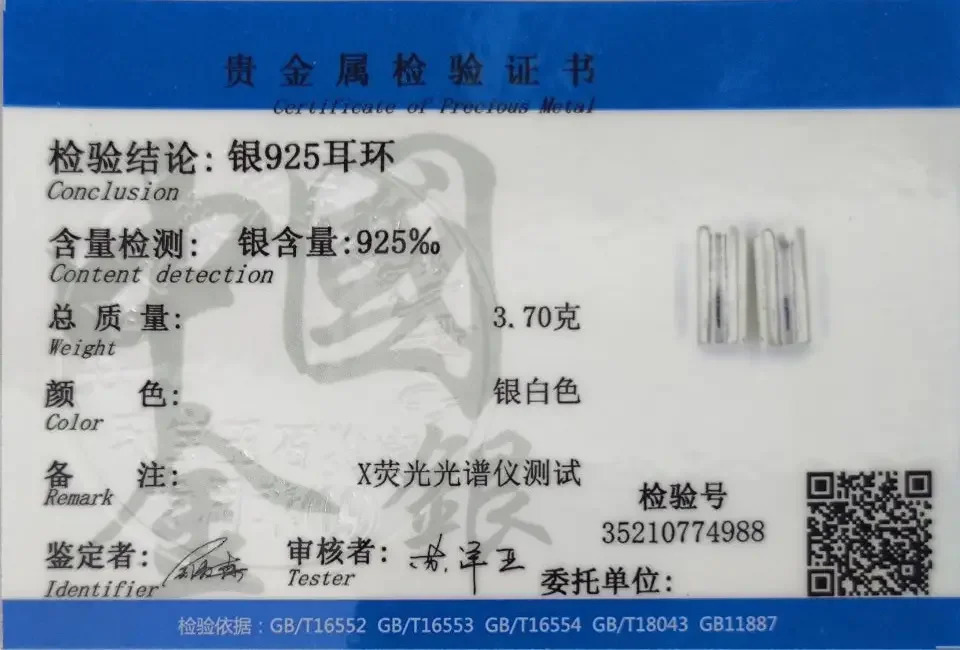 贵金属检验证书
Certificate of Precious Metal
检验结论: 银925耳环
Conclusion
含量检测: 银含量:925‰
Content detection
总质量: 3.70克
Weight
颜色: 银白色
Color
备注: X荧光光谱仪测试
Remark
检验号
35210774988
鉴定者:
Identifier
审核者:
Tester
委托单位:
检验依据:GB/T16552 GB/T16553 GB/T16554 GB/T18043 GB11887
中國
金銀